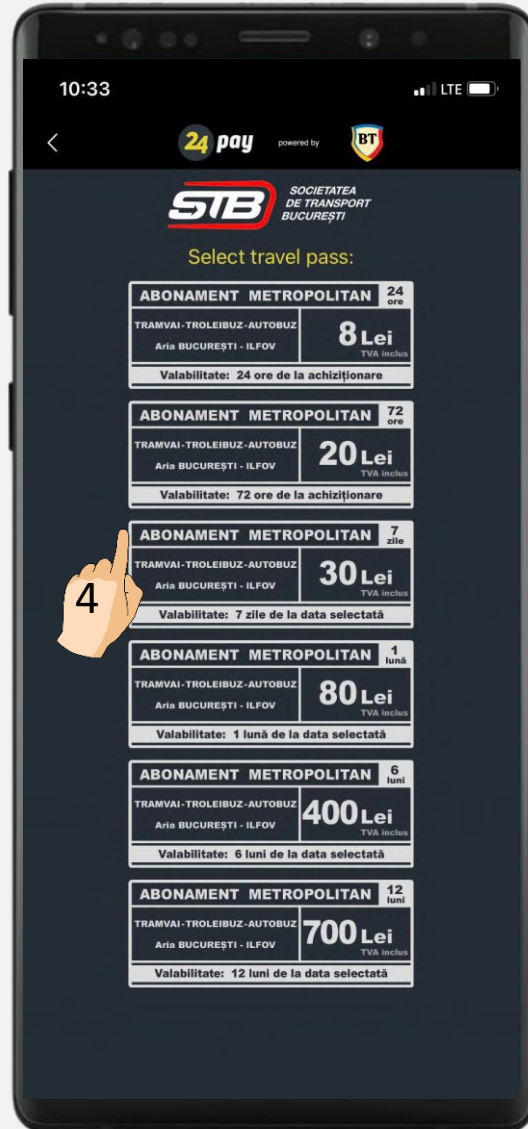 10:33
LTE
24 pay powered by BT
STB SOCIETATEA
DE TRANSPORT
BUCUREȘTI
Select travel pass:
ABONAMENT METROPOLITAN 24 ore
TRAMVAI-TROLEIBUZ-AUTOBUZ
Aria BUCUREȘTI - ILFOV
8 Lei
TVA inclus
Valabilitate: 24 ore de la achiziționare
ABONAMENT METROPOLITAN 72 ore
TRAMVAI-TROLEIBUZ-AUTOBUZ
Aria BUCUREȘTI - ILFOV
20 Lei
TVA inclus
Valabilitate: 72 ore de la achiziționare
ABONAMENT METROPOLITAN 7 zile
TRAMVAI-TROLEIBUZ-AUTOBUZ
Aria BUCUREȘTI - ILFOV
30 Lei
TVA inclus
Valabilitate: 7 zile de la data selectată
4
ABONAMENT METROPOLITAN 1 lună
TRAMVAI-TROLEIBUZ-AUTOBUZ
Aria BUCUREȘTI - ILFOV
80 Lei
TVA inclus
Valabilitate: 1 lună de la data selectată
ABONAMENT METROPOLITAN 6 luni
TRAMVAI-TROLEIBUZ-AUTOBUZ
Aria BUCUREȘTI - ILFOV
400 Lei
TVA inclus
Valabilitate: 6 luni de la data selectată
ABONAMENT METROPOLITAN 12 luni
TRAMVAI-TROLEIBUZ-AUTOBUZ
Aria BUCUREȘTI - ILFOV
700 Lei
TVA inclus
Valabilitate: 12 luni de la data selectată